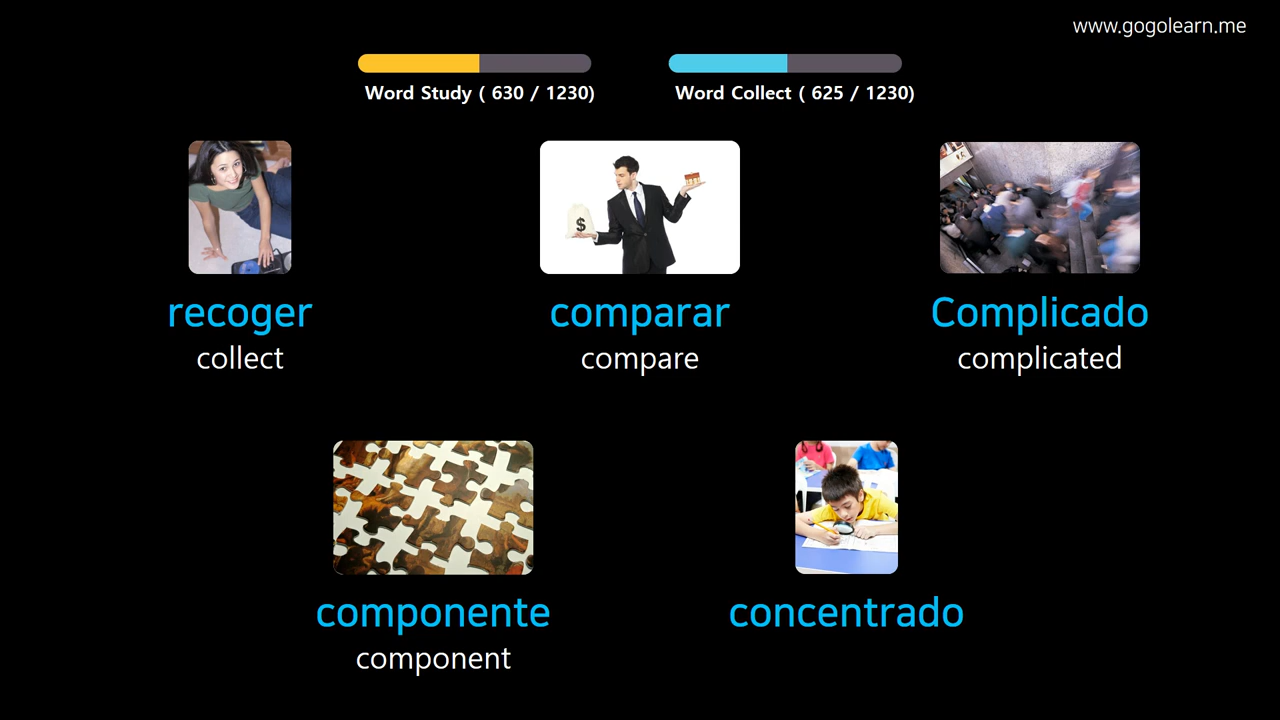 www.gogolearn.me
Word Study ( 630 / 1230)
Word Collect ( 625 / 1230)
$
recoger
collect
comparar
compare
Complicado
complicated
componente
component
concentrado